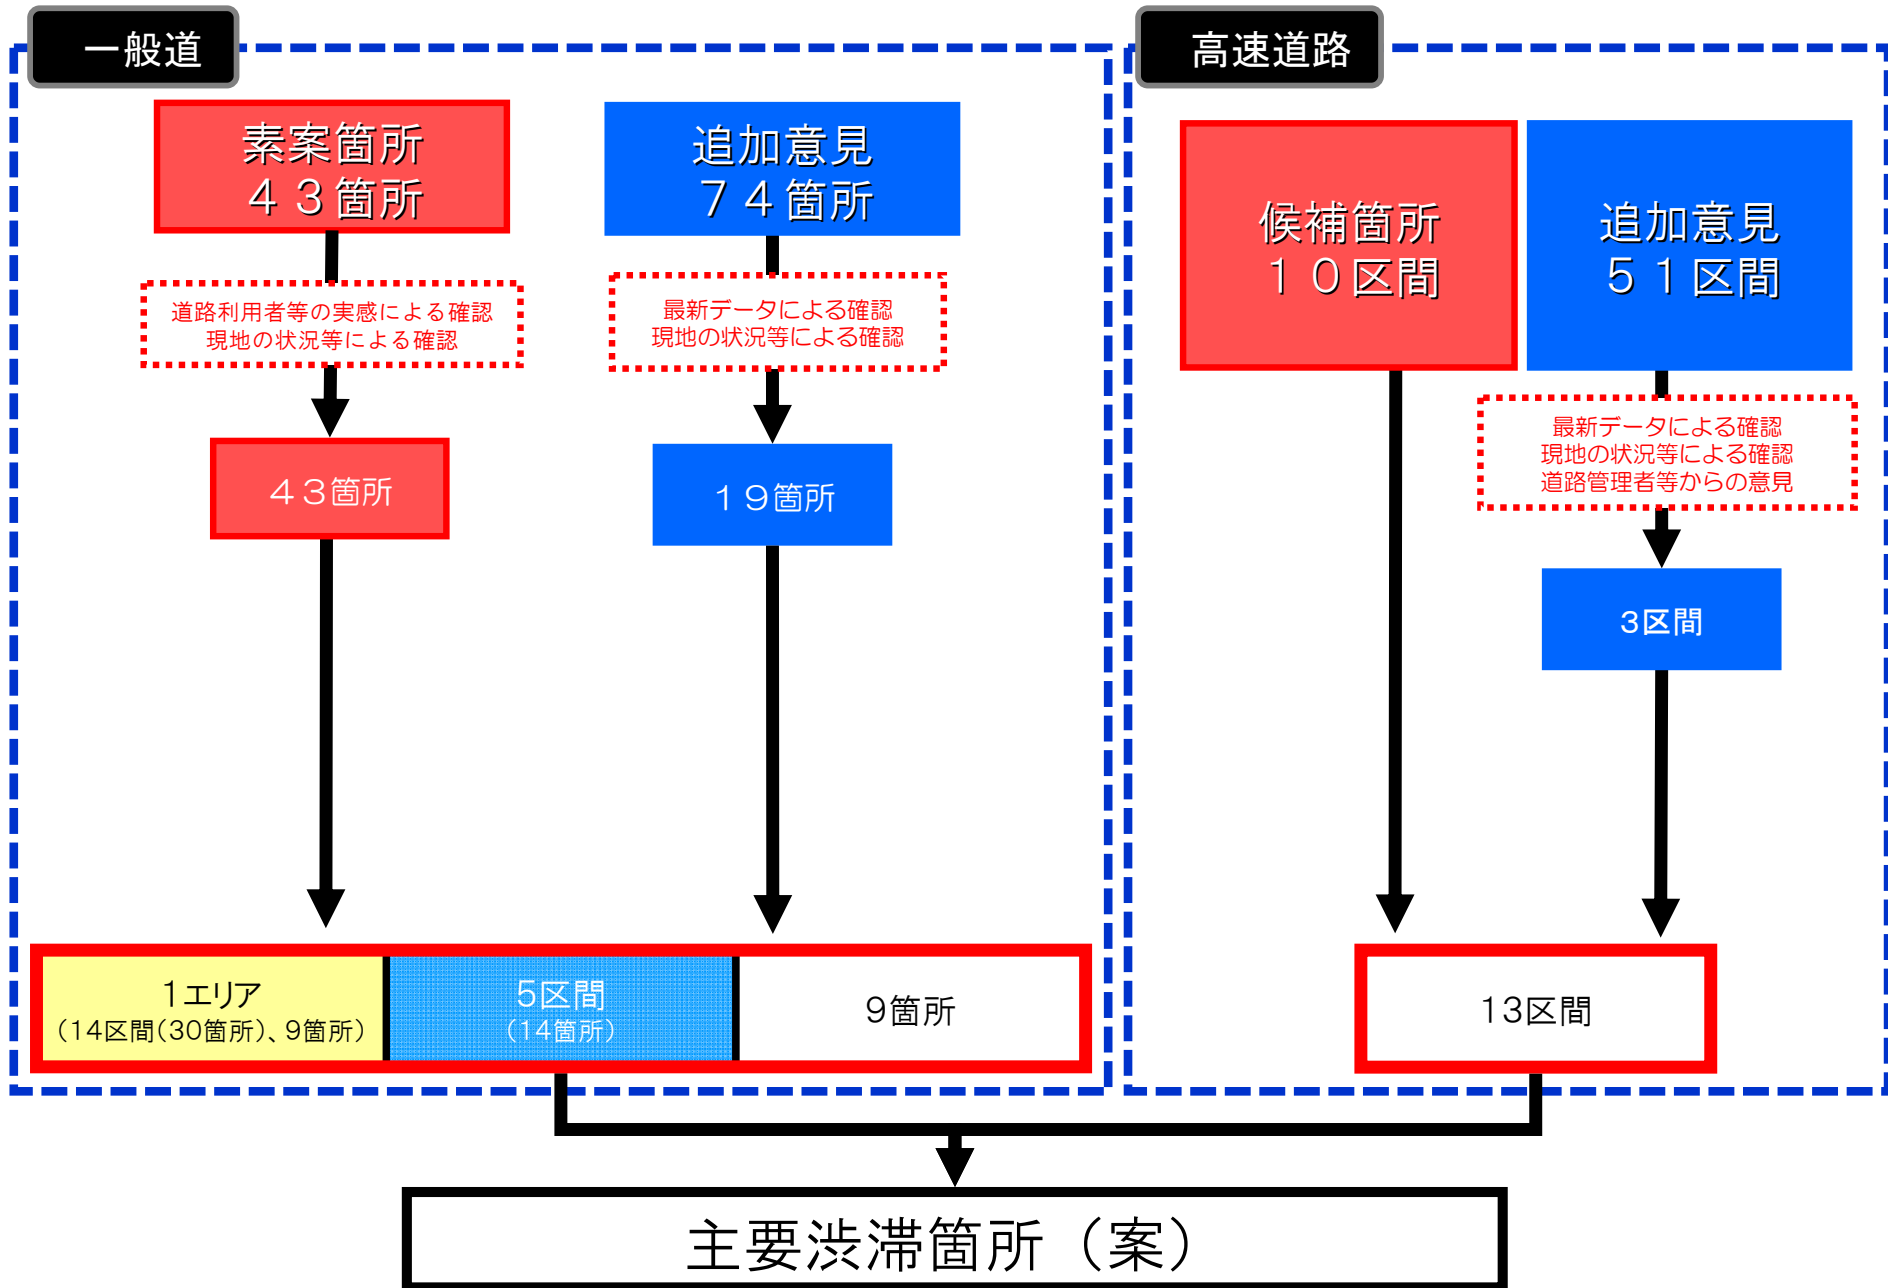 一般道
素案箇所
４３箇所
追加意見
７４箇所
道路利用者等の実感による確認
現地の状況等による確認
最新データによる確認
現地の状況等による確認
４３箇所
１９箇所
高速道路
候補箇所
１０区間
追加意見
５１区間
最新データによる確認
現地の状況等による確認
道路管理者等からの意見
3区間
1エリア
(14区間(30箇所)、9箇所)
5区間
(14箇所)
9箇所
13区間
主要渋滞箇所（案）